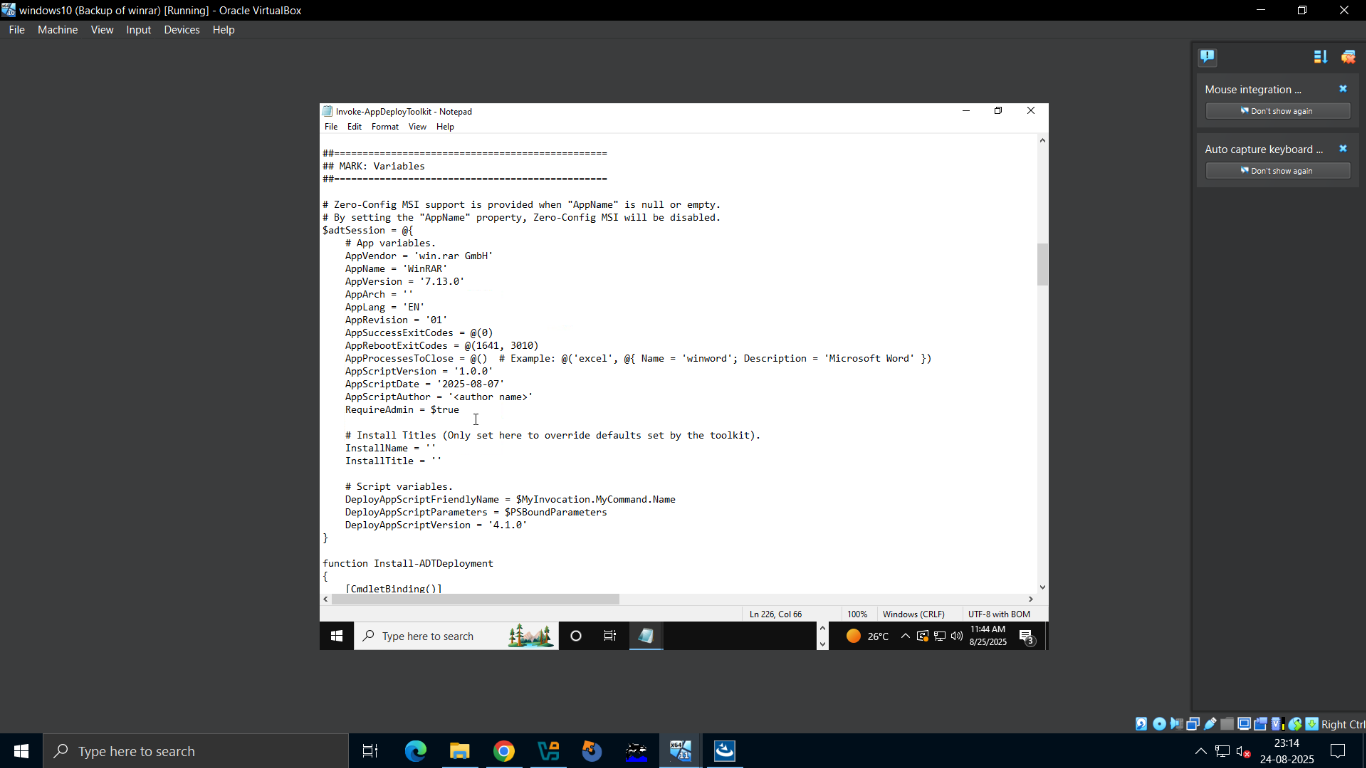 windows10 (Backup of winrar) [Running] - Oracle VirtualBox
File Machine View Input Devices Help
Mouse integration ...
Don't show again
Auto capture keyboard ...
Don't show again
Invoke-AppDeployToolkit - Notepad
File Edit Format View Help
##================================================
## MARK: Variables
##================================================
# Zero-Config MSI support is provided when "AppName" is null or empty.
# By setting the "AppName" property, Zero-Config MSI will be disabled.
$adtSession = @{
# App variables.
AppVendor = 'win.rar GmbH'
AppName = 'WinRAR'
AppVersion = '7.13.0'
AppArch = ''
AppLang = 'EN'
AppRevision = '01'
AppSuccessExitCodes = @(0)
AppRebootExitCodes = @(1641, 3010)
AppProcessesToClose = @()  # Example: @('excel', @{ Name = 'winword'; Description = 'Microsoft Word' })
AppScriptVersion = '1.0.0'
AppScriptDate = '2025-08-07'
AppScriptAuthor = '<author name>'
RequireAdmin = $true
# Install Titles (Only set here to override defaults set by the toolkit).
InstallName = ''
InstallTitle = ''
# Script variables.
DeployAppScriptFriendlyName = $MyInvocation.MyCommand.Name
DeployAppScriptParameters = $PSBoundParameters
DeployAppScriptVersion = '4.1.0'
}
function Install-ADTDeployment
{
[CmdletBinding()]
Ln 226, Col 66 100% Windows (CRLF) UTF-8 with BOM
Type here to search
26°C
11:44 AM
8/25/2025
3
Right Ctrl
Type here to search
23:14
24-08-2025